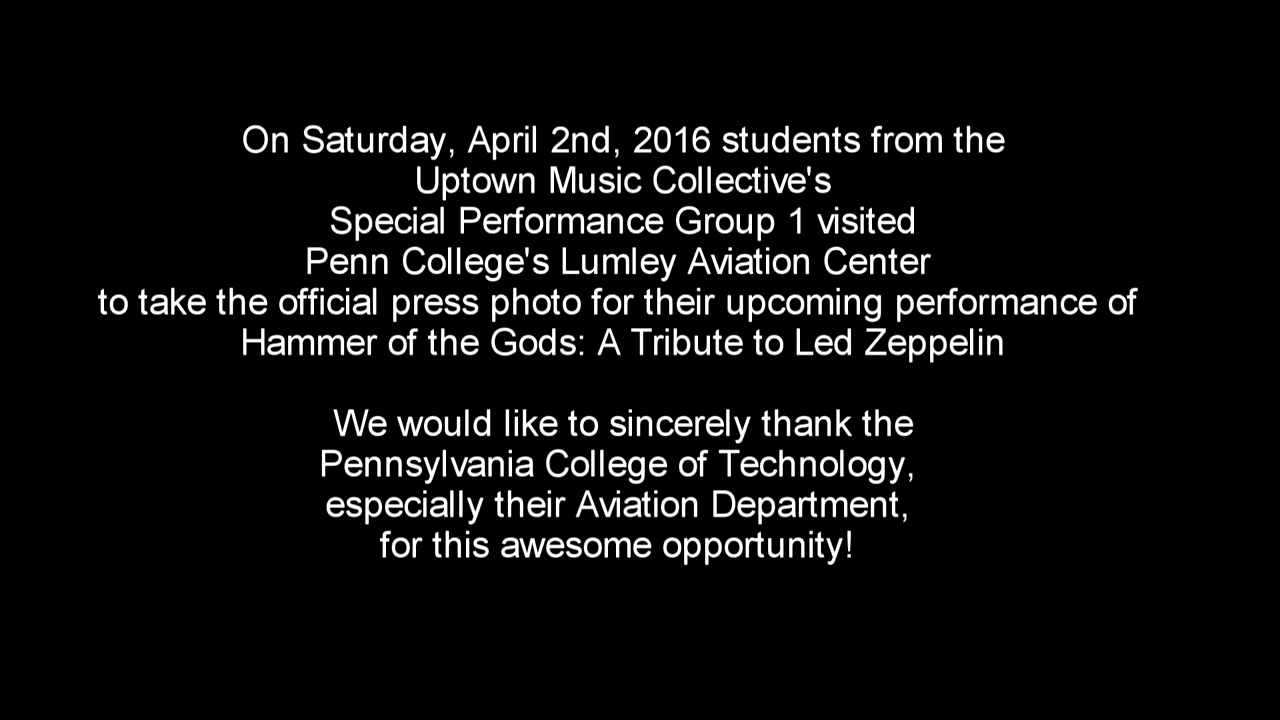 On Saturday, April 2nd, 2016 students from the
Uptown Music Collective's
Special Performance Group 1 visited
Penn College's Lumley Aviation Center
to take the official press photo for their upcoming performance of
Hammer of the Gods: A Tribute to Led Zeppelin
We would like to sincerely thank the
Pennsylvania College of Technology,
especially their Aviation Department,
for this awesome opportunity!